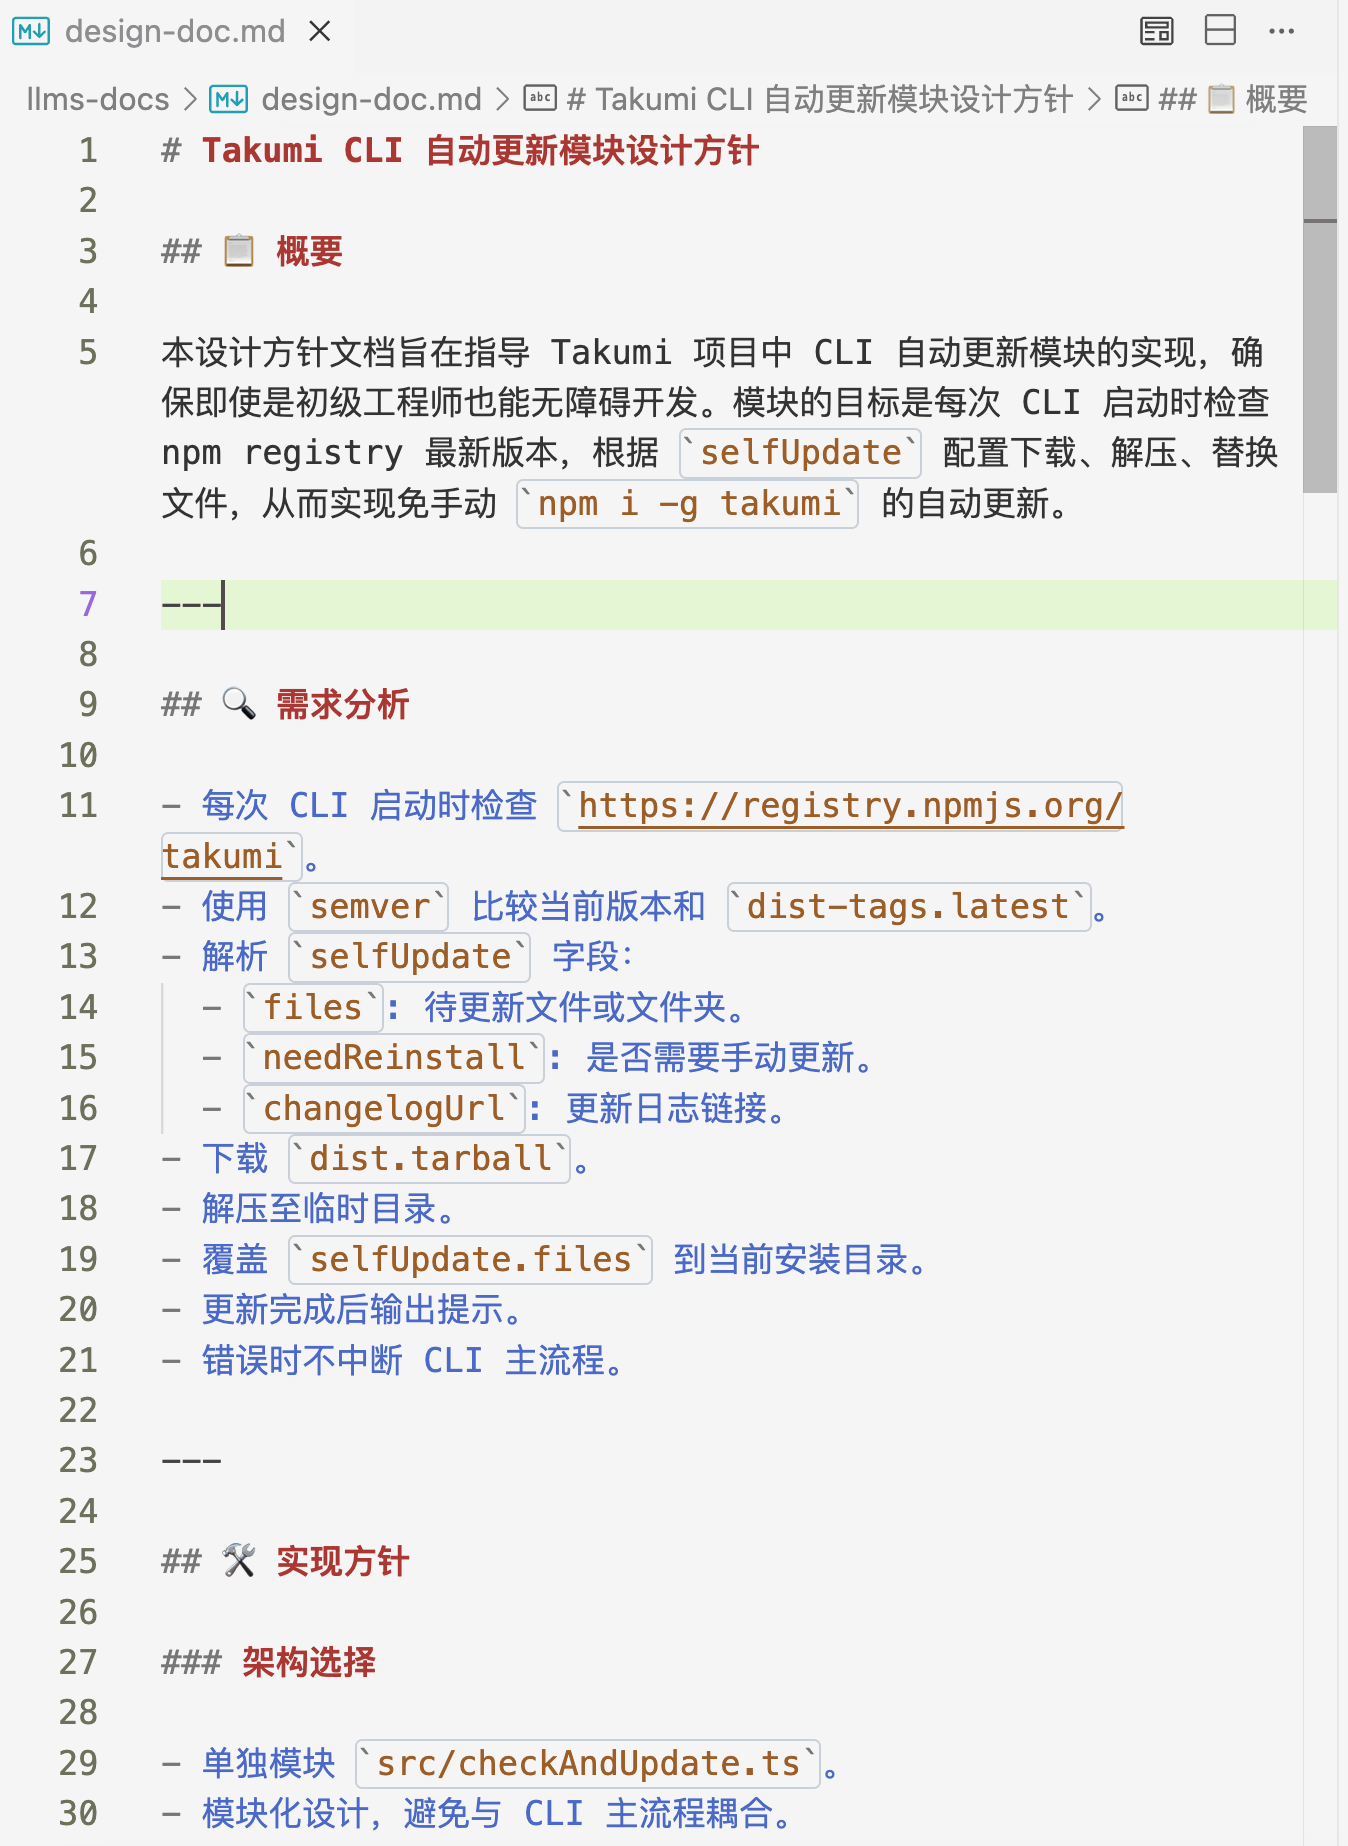 design-doc.md
llms-docs > design-doc.md > # Takumi CLI 自动更新模块设计方针 > ## 📋 概要
1 # Takumi CLI 自动更新模块设计方针
2
3 ## 📋 概要
4
5 本设计方针文档旨在指导 Takumi 项目中 CLI 自动更新模块的实现，确
保即使是初级工程师也能无障碍开发。模块的目标是每次 CLI 启动时检查
npm registry 最新版本，根据 `selfUpdate` 配置下载、解压、替换
文件，从而实现免手动 `npm i -g takumi` 的自动更新。
6
7 ---
8
9 ## 🔍 需求分析
10
11 - 每次 CLI 启动时检查 `https://registry.npmjs.org/
takumi`。
12 - 使用 `semver` 比较当前版本和 `dist-tags.latest`。
13 - 解析 `selfUpdate` 字段：
14 - `files`: 待更新文件或文件夹。
15 - `needReinstall`: 是否需要手动更新。
16 - `changelogUrl`: 更新日志链接。
17 - 下载 `dist.tarball`。
18 - 解压至临时目录。
19 - 覆盖 `selfUpdate.files` 到当前安装目录。
20 - 更新完成后输出提示。
21 - 错误时不中断 CLI 主流程。
22
23 ---
24
25 ## 🛠️ 实现方针
26
27 ### 架构选择
28
29 - 单独模块 `src/checkAndUpdate.ts`。
30 - 模块化设计，避免与 CLI 主流程耦合。